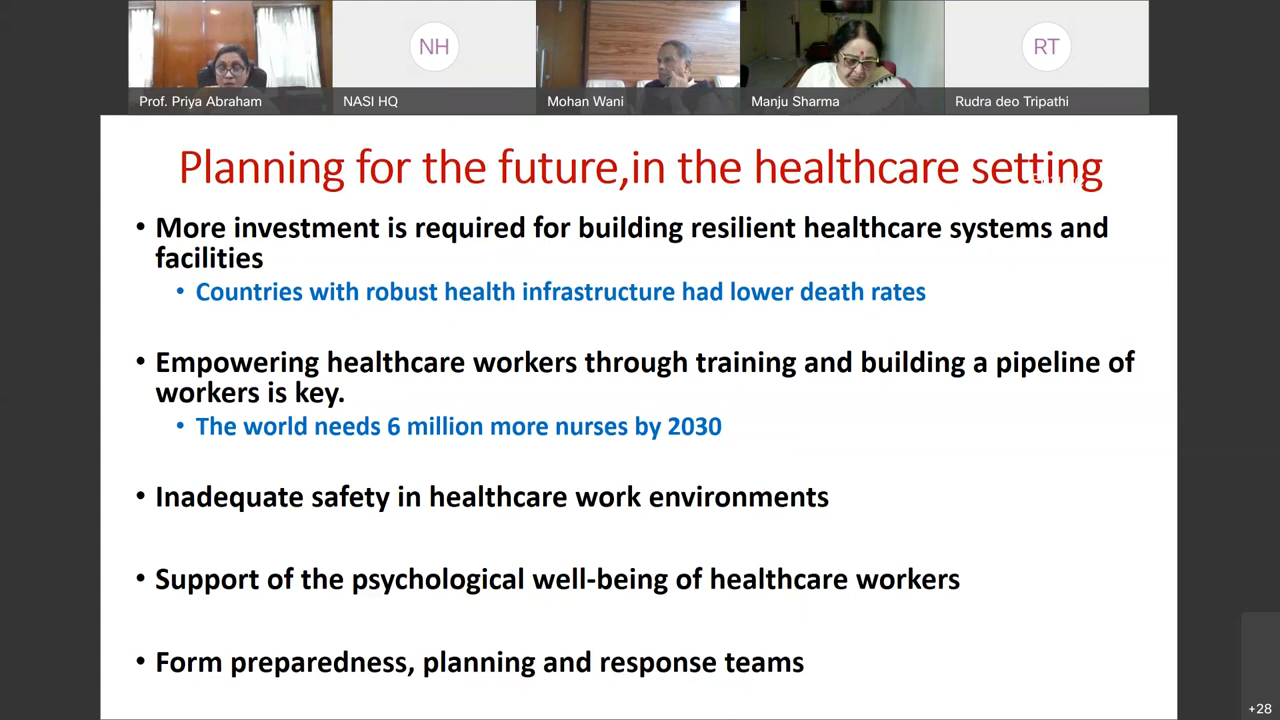 NH
RT
Prof. Priya Abraham
NASI HQ
Mohan Wani
Manju Sharma
Rudra deo Tripathi
Planning for the future,in the healthcare setting
• More investment is required for building resilient healthcare systems and
facilities
• Countries with robust health infrastructure had lower death rates
• Empowering healthcare workers through training and building a pipeline of
workers is key.
• The world needs 6 million more nurses by 2030
• Inadequate safety in healthcare work environments
• Support of the psychological well-being of healthcare workers
• Form preparedness, planning and response teams
+28